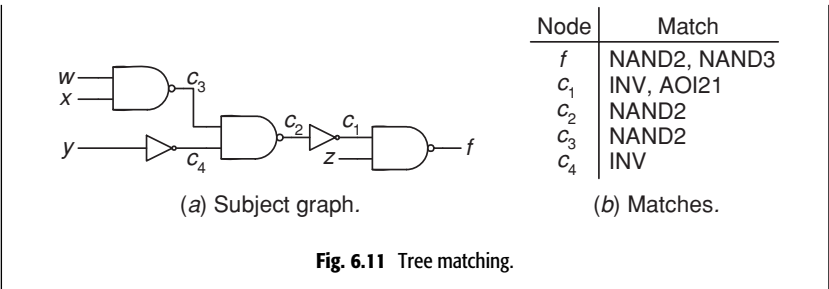 w
x
y
c3
c4
c2
c1
z
f
(a) Subject graph.
Node Match
f NAND2, NAND3
c1 INV, AOI21
c2 NAND2
c3 NAND2
c4 INV
(b) Matches.
Fig. 6.11 Tree matching.